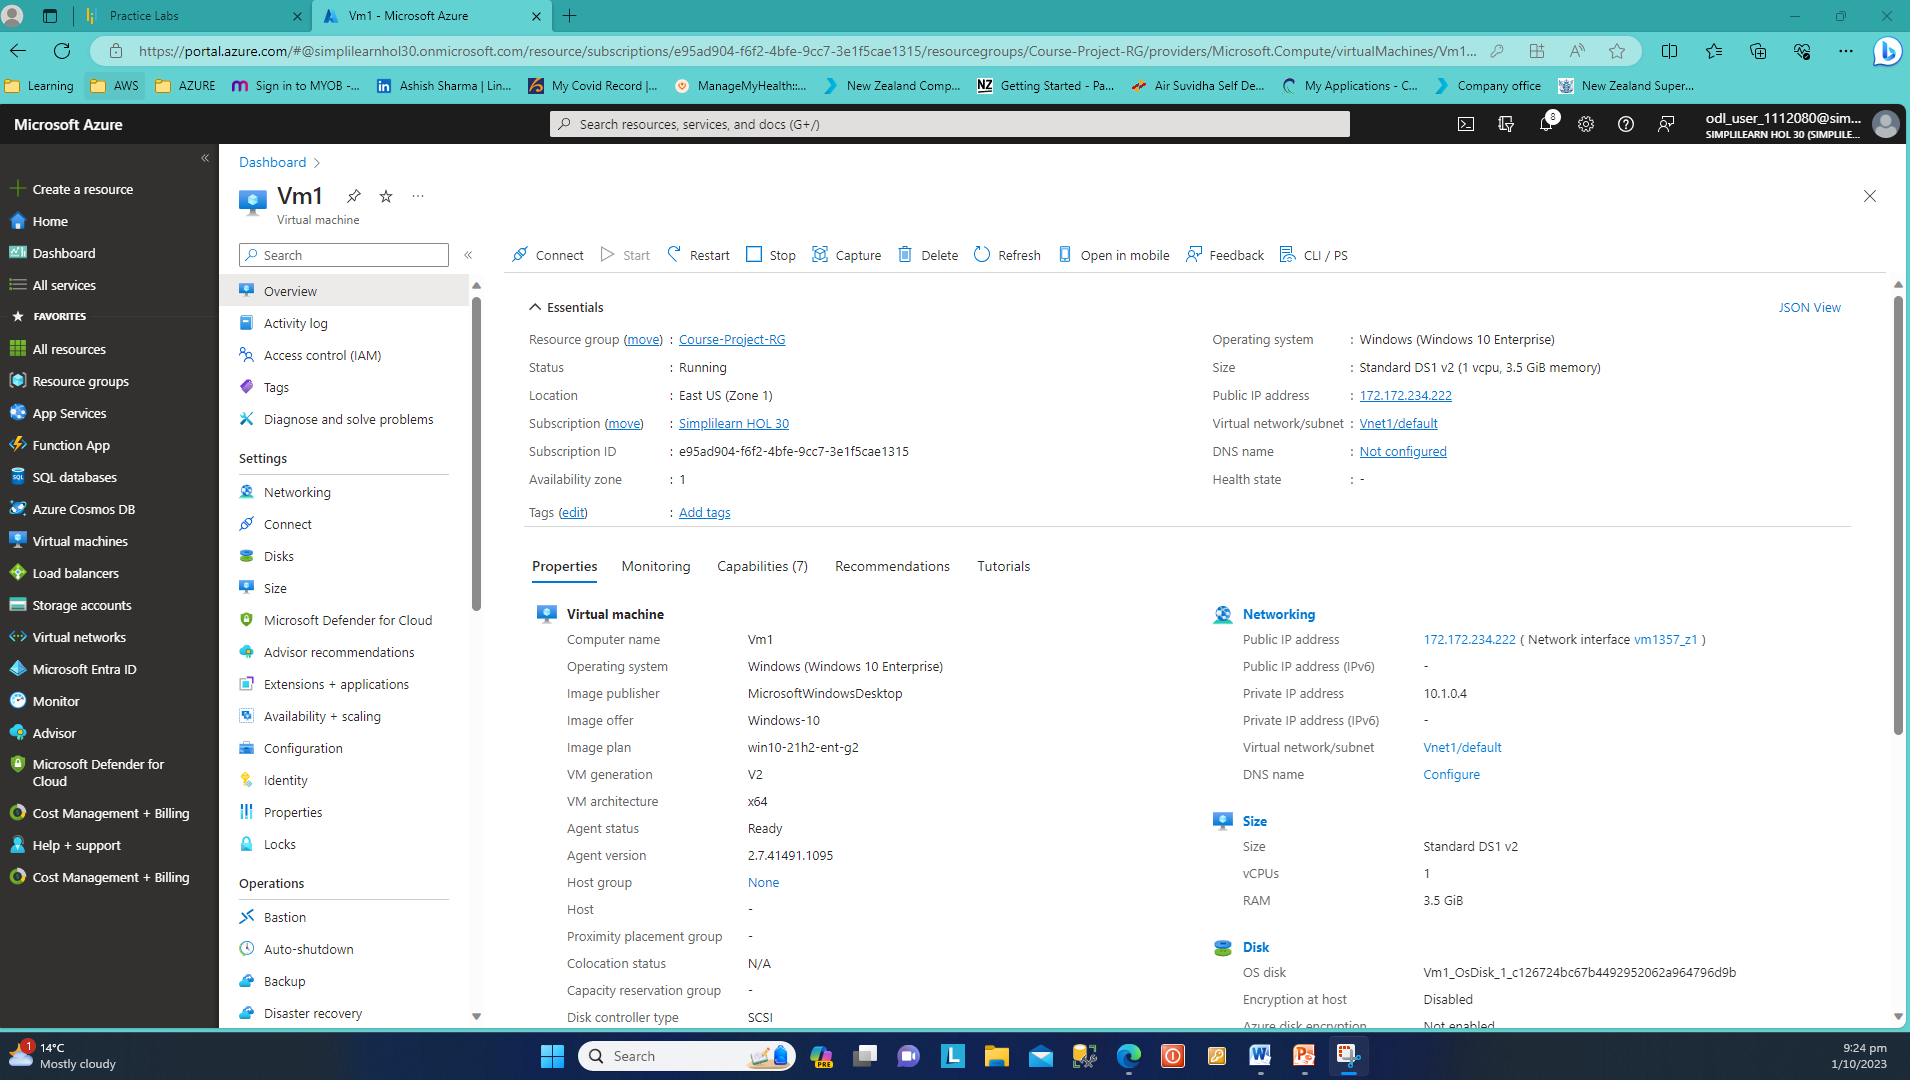 Practice Labs
Vm1 - Microsoft Azure
https://portal.azure.com/#@simplilearnhol30.onmicrosoft.com/resource/subscriptions/e95ad904-f6f2-4bfe-9cc7-3e1f5cae1315/resourcegroups/Course-Project-RG/providers/Microsoft.Compute/virtualMachines/Vm1...
Learning AWS AZURE Sign in to MYOB -... Ashish Sharma | Lin... My Covid Record |... ManageMyHealth::... New Zealand Comp... Getting Started - Pa... Air Suvidha Self De... My Applications - C... Company office New Zealand Super...
Microsoft Azure
Search resources, services, and docs (G+/)
8
odl_user_1112080@sim...
SIMPLILEARN HOL 30 (SIMPLILE...
Create a resource
Home
Dashboard
All services
FAVORITES
All resources
Resource groups
App Services
Function App
SQL databases
Azure Cosmos DB
Virtual machines
Load balancers
Storage accounts
Virtual networks
Microsoft Entra ID
Monitor
Advisor
Microsoft Defender for
Cloud
Cost Management + Billing
Help + support
Cost Management + Billing
Dashboard
Vm1
Virtual machine
Search
Overview
Activity log
Access control (IAM)
Tags
Diagnose and solve problems
Settings
Networking
Connect
Disks
Size
Microsoft Defender for Cloud
Advisor recommendations
Extensions + applications
Availability + scaling
Configuration
Identity
Properties
Locks
Operations
Bastion
Auto-shutdown
Backup
Disaster recovery
Connect Start Restart Stop Capture Delete Refresh Open in mobile Feedback CLI / PS
Essentials
JSON View
Resource group (move) : Course-Project-RG
Status : Running
Location : East US (Zone 1)
Subscription (move) : Simplilearn HOL 30
Subscription ID : e95ad904-f6f2-4bfe-9cc7-3e1f5cae1315
Availability zone : 1
Tags (edit) : Add tags
Operating system : Windows (Windows 10 Enterprise)
Size : Standard DS1 v2 (1 vcpu, 3.5 GiB memory)
Public IP address : 172.172.234.222
Virtual network/subnet : Vnet1/default
DNS name : Not configured
Health state : -
Properties Monitoring Capabilities (7) Recommendations Tutorials
Virtual machine
Computer name Vm1
Operating system Windows (Windows 10 Enterprise)
Image publisher MicrosoftWindowsDesktop
Image offer Windows-10
Image plan win10-21h2-ent-g2
VM generation V2
VM architecture x64
Agent status Ready
Agent version 2.7.41491.1095
Host group None
Host -
Proximity placement group -
Colocation status N/A
Capacity reservation group -
Disk controller type SCSI
Networking
Public IP address 172.172.234.222 ( Network interface vm1357_z1 )
Public IP address (IPv6) -
Private IP address 10.1.0.4
Private IP address (IPv6) -
Virtual network/subnet Vnet1/default
DNS name Configure
Size
Size Standard DS1 v2
vCPUs 1
RAM 3.5 GiB
Disk
OS disk Vm1_OsDisk_1_c126724bc67b4492952062a964796d9b
Encryption at host Disabled
Azure disk encryption Not enabled
1
14°C
Mostly cloudy
Search
PRE
9:24 pm
1/10/2023